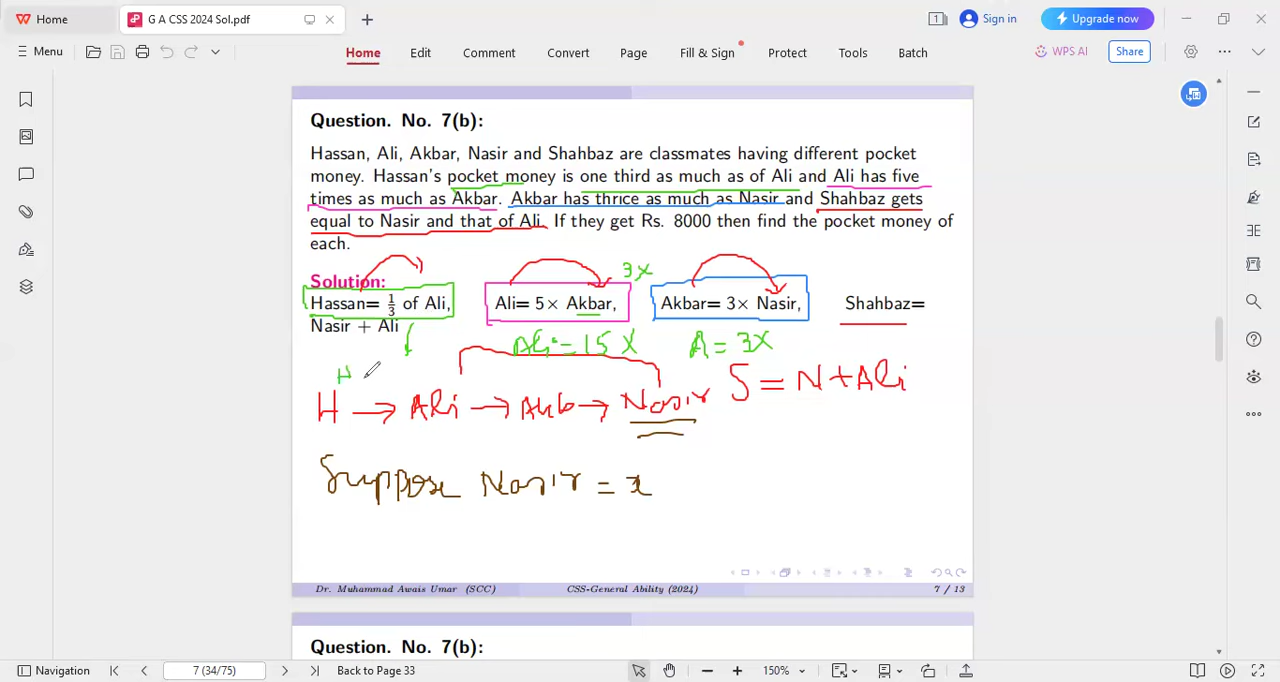 Home
G A CSS 2024 Sol.pdf
Sign in
Upgrade now
Menu
Home Edit Comment Convert Page Fill & Sign Protect Tools Batch
WPS AI
Share
Question. No. 7(b):
Hassan, Ali, Akbar, Nasir and Shahbaz are classmates having different pocket
money. Hassan's pocket money is one third as much as of Ali and Ali has five
times as much as Akbar. Akbar has thrice as much as Nasir and Shahbaz gets
equal to Nasir and that of Ali. If they get Rs. 8000 then find the pocket money of
each.
3x
Solution:
Hassan= 1/3 of Ali, Ali= 5× Akbar, Akbar= 3× Nasir, Shahbaz=
Nasir + Ali
Ali = 15 x A = 3x
H
H → Ali → Akb → Nasir S = N + Ali
Suppose Nasir = x
Dr. Muhammad Awais Umar (SCC) CSS-General Ability (2024) 7 / 13
Question. No. 7(b):
Navigation
7 (34/75)
Back to Page 33
150%